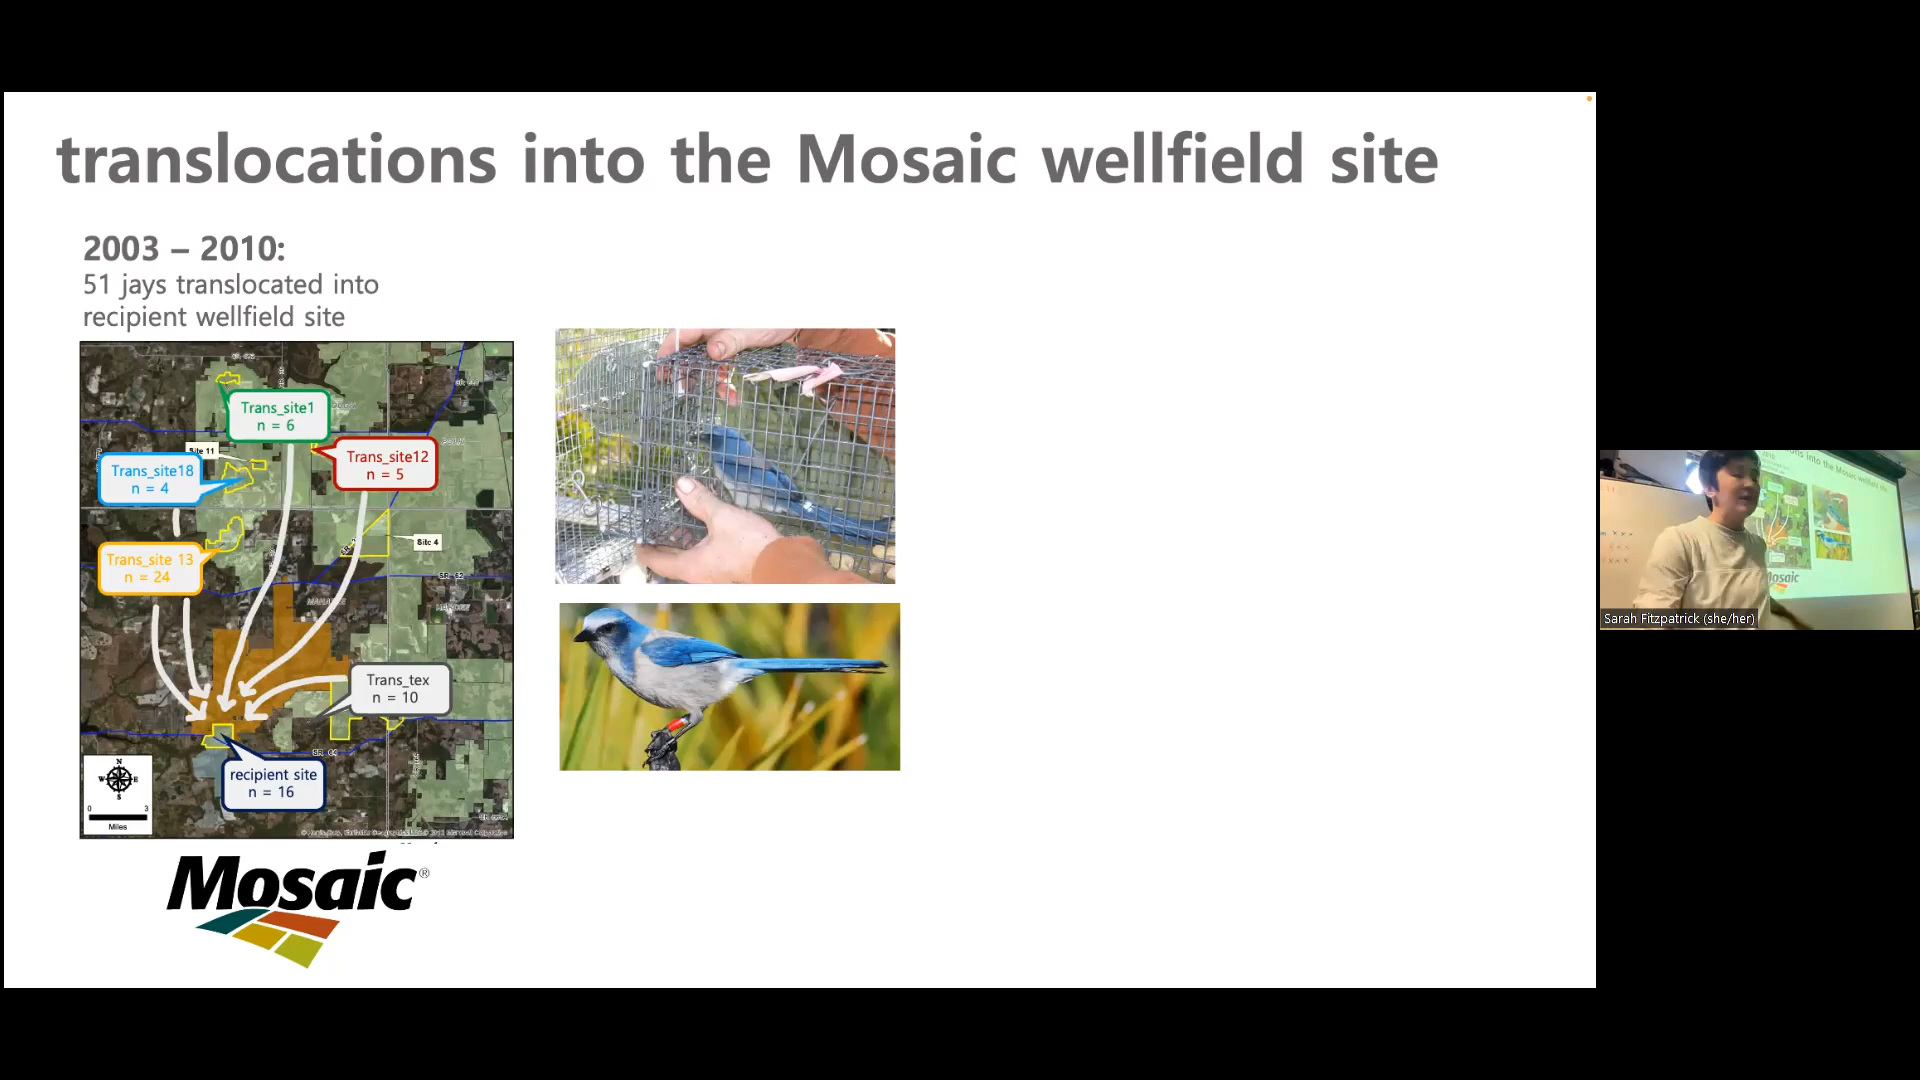 translocations into the Mosaic wellfield site
2003 – 2010:
51 jays translocated into
recipient wellfield site
Trans_site1
n = 6
Site 11
Trans_site12
n = 5
Trans_site18
n = 4
Site 4
Trans_site 13
n = 24
Trans_tex
n = 10
recipient site
n = 16
N
W E
S
0 3
Miles
Mosaic®
Sarah Fitzpatrick (she/her)